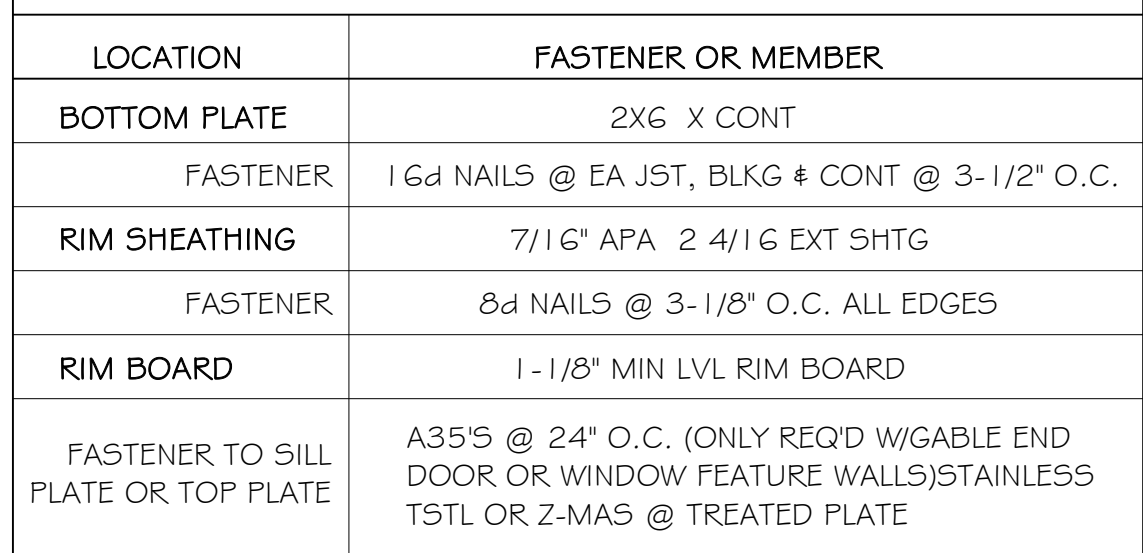 LOCATION FASTENER OR MEMBER
BOTTOM PLATE 2X6 X CONT
FASTENER 16d NAILS @ EA JST, BLKG & CONT @ 3-1/2" O.C.
RIM SHEATHING 7/16" APA 2 4/16 EXT SHTG
FASTENER 8d NAILS @ 3-1/8" O.C. ALL EDGES
RIM BOARD 1-1/8" MIN LVL RIM BOARD
FASTENER TO SILL
PLATE OR TOP PLATE
A35'S @ 24" O.C. (ONLY REQ'D W/GABLE END
DOOR OR WINDOW FEATURE WALLS)STAINLESS
TSTL OR Z-MAS @ TREATED PLATE